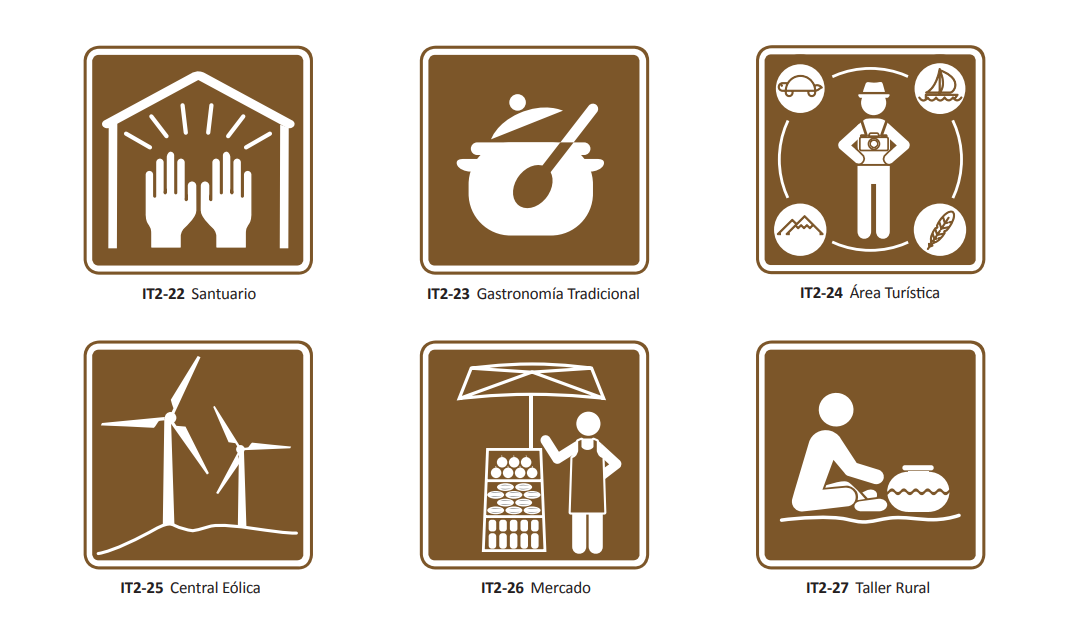 IT2-22 Santuario
IT2-23 Gastronomía Tradicional
IT2-24 Área Turística
IT2-25 Central Eólica
IT2-26 Mercado
IT2-27 Taller Rural